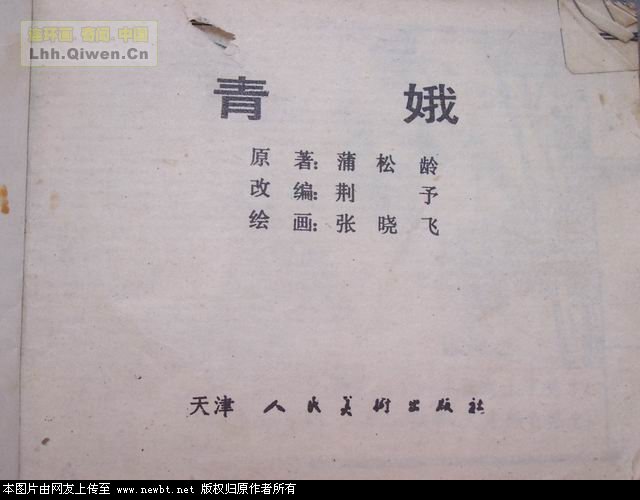 连环画.奇闻.中国
Lhh.Qiwen.Cn
青 娥
原 著:蒲 松 龄
改 编:荆 予
绘 画:张 晓 飞
天津 人民美术出版社
本图片由网友上传至 www.newbt.net 版权归原作者所有